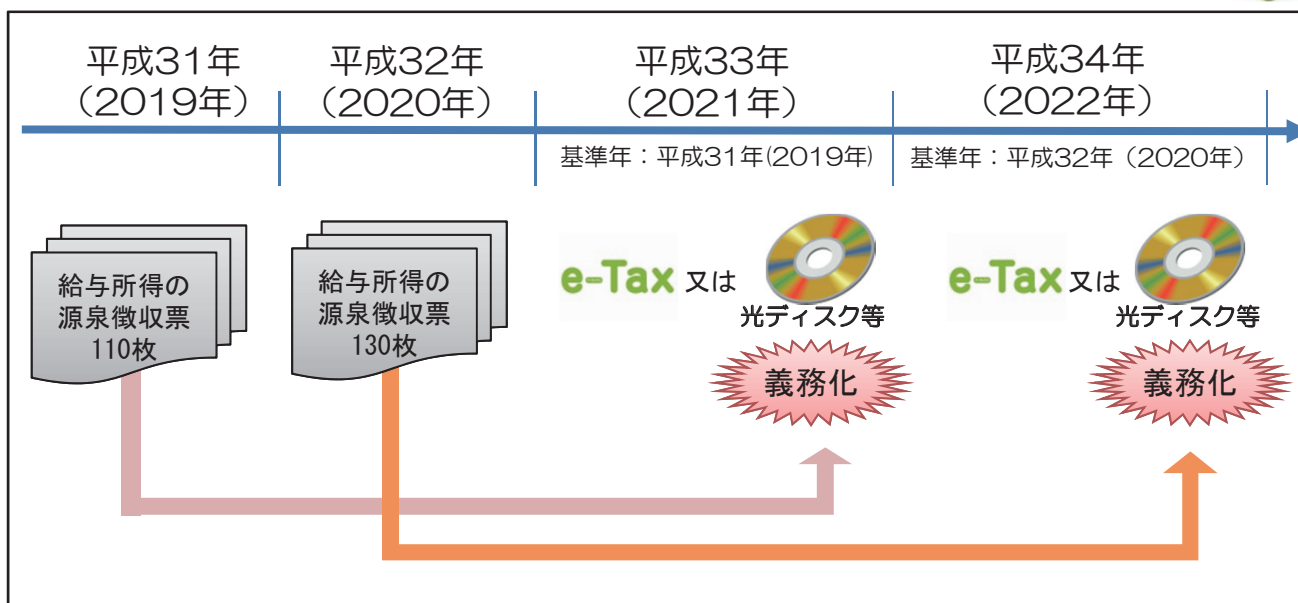 平成31年
（2019年）
平成32年
（2020年）
平成33年
（2021年）
平成34年
（2022年）
基準年：平成31年(2019年)
基準年：平成32年（2020年）
給与所得の
源泉徴収票
110枚
給与所得の
源泉徴収票
130枚
e-Tax 又は
光ディスク等
義務化
e-Tax 又は
光ディスク等
義務化